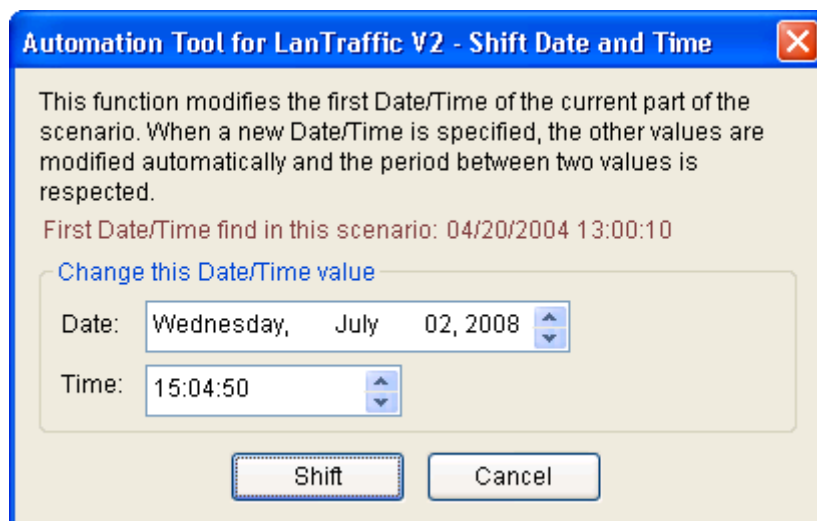 Automation Tool for LanTraffic V2 - Shift Date and Time
This function modifies the first Date/Time of the current part of the
scenario. When a new Date/Time is specified, the other values are
modified automatically and the period between two values is
respected.
First Date/Time find in this scenario: 04/20/2004 13:00:10
Change this Date/Time value
Date: Wednesday, July 02, 2008
Time: 15:04:50
Shift Cancel